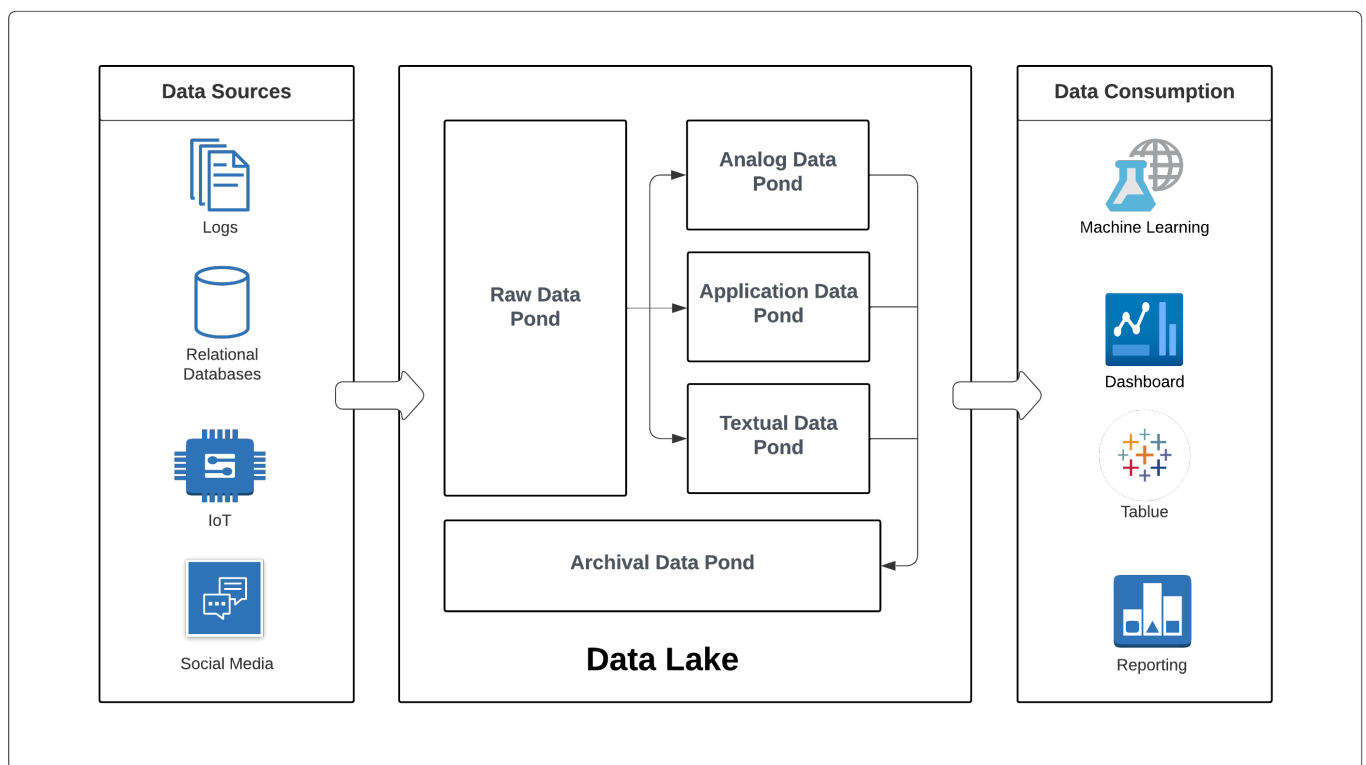 Data Sources
Logs
Relational
Databases
IoT
Social Media
Raw Data
Pond
Analog Data
Pond
Application Data
Pond
Textual Data
Pond
Archival Data Pond
Data Lake
Data Consumption
Machine Learning
Dashboard
Tablue
Reporting